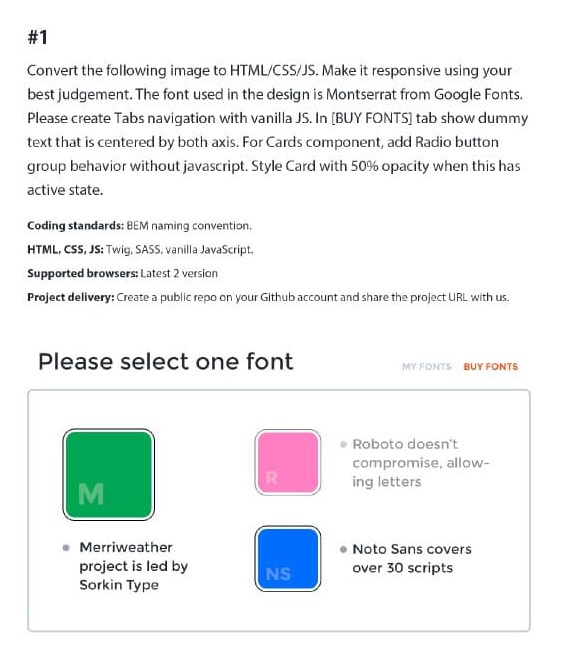 #1
Convert the following image to HTML/CSS/JS. Make it responsive using your
best judgement. The font used in the design is Montserrat from Google Fonts.
Please create Tabs navigation with vanilla JS. In [BUY FONTS] tab show dummy
text that is centered by both axis. For Cards component, add Radio button
group behavior without javascript. Style Card with 50% opacity when this has
active state.
Coding standards: BEM naming convention.
HTML, CSS, JS: Twig, SASS, vanilla JavaScript.
Supported browsers: Latest 2 version
Project delivery: Create a public repo on your Github account and share the project URL with us.
Please select one font
MY FONTS BUY FONTS
M
Merriweather
project is led by
Sorkin Type
R
Roboto doesn't
compromise, allow-
ing letters
NS
Noto Sans covers
over 30 scripts